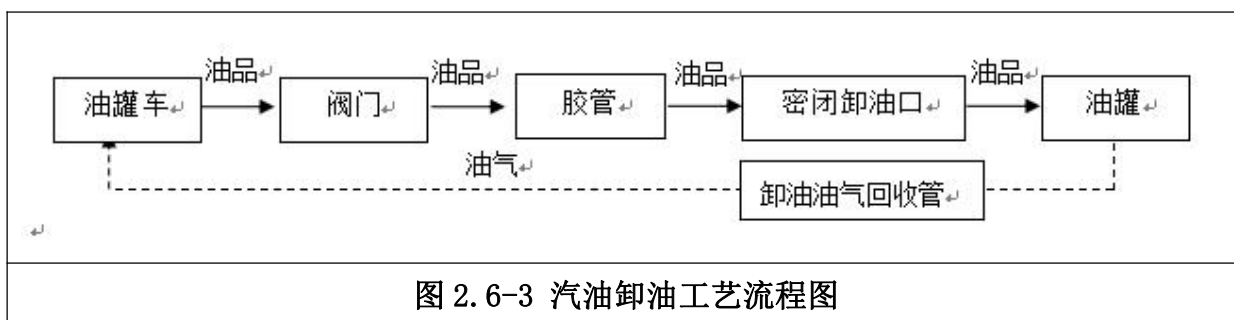 油品 油品 油品 油品
油罐车 阀门 胶管 密闭卸油口 油罐
油气
卸油油气回收管
图 2.6-3 汽油卸油工艺流程图